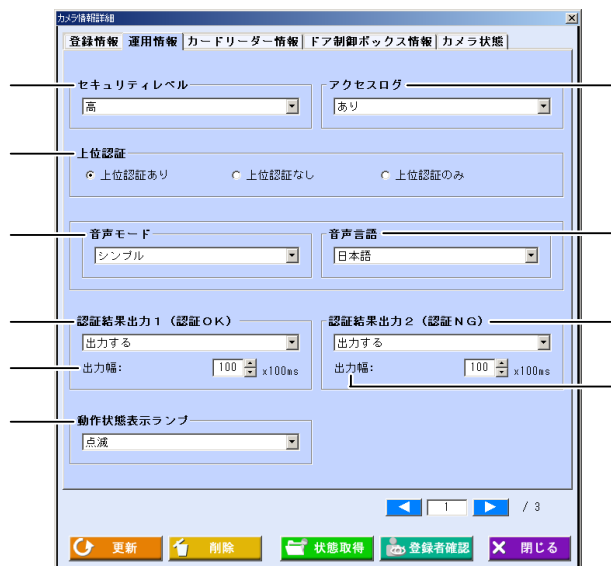 カメラ情報詳細
登録情報 運用情報 カードリーダー情報 ドア制御ボックス情報 カメラ状態
セキュリティレベル アクセスログ
高 あり
上位認証
上位認証あり 上位認証なし 上位認証のみ
音声モード 音声言語
シンプル 日本語
認証結果出力1（認証OK） 認証結果出力2（認証NG）
出力する 出力する
出力幅： 100 x100ms 出力幅： 100 x100ms
動作状態表示ランプ
点滅
1 / 3
更新 削除 状態取得 登録者確認 閉じる